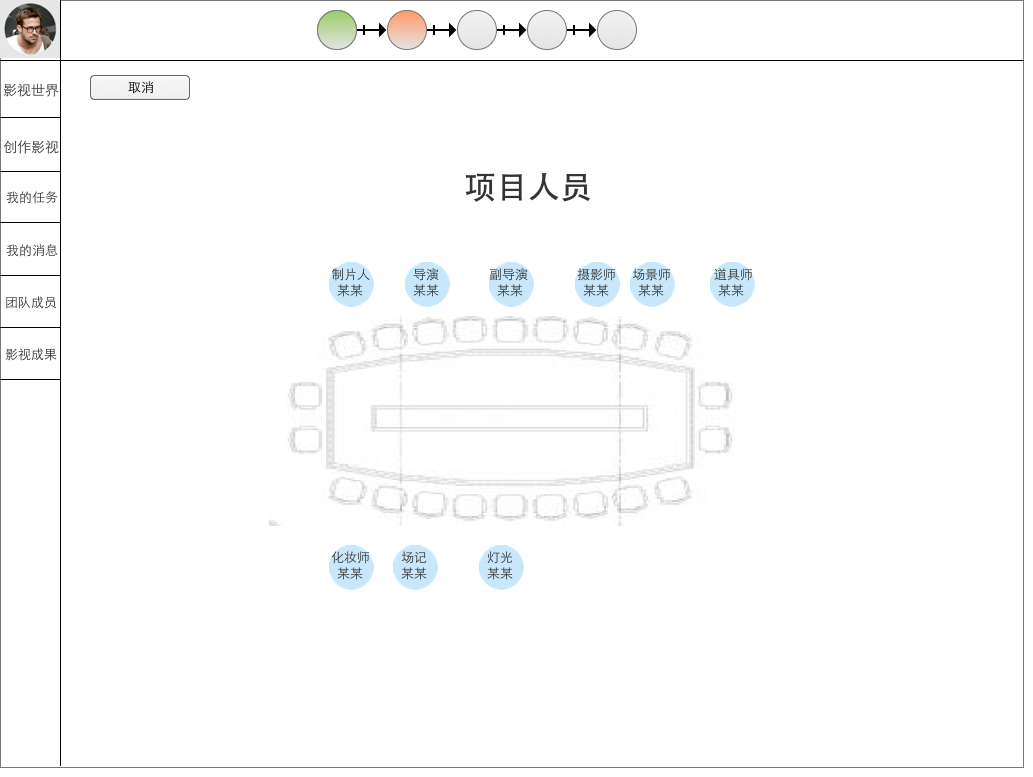 影视世界
创作影视
我的任务
我的消息
团队成员
影视成果
取消
项目人员
制片人
某某
导演
某某
副导演
某某
摄影师
某某
场景师
某某
道具师
某某
化妆师
某某
场记
某某
灯光
某某